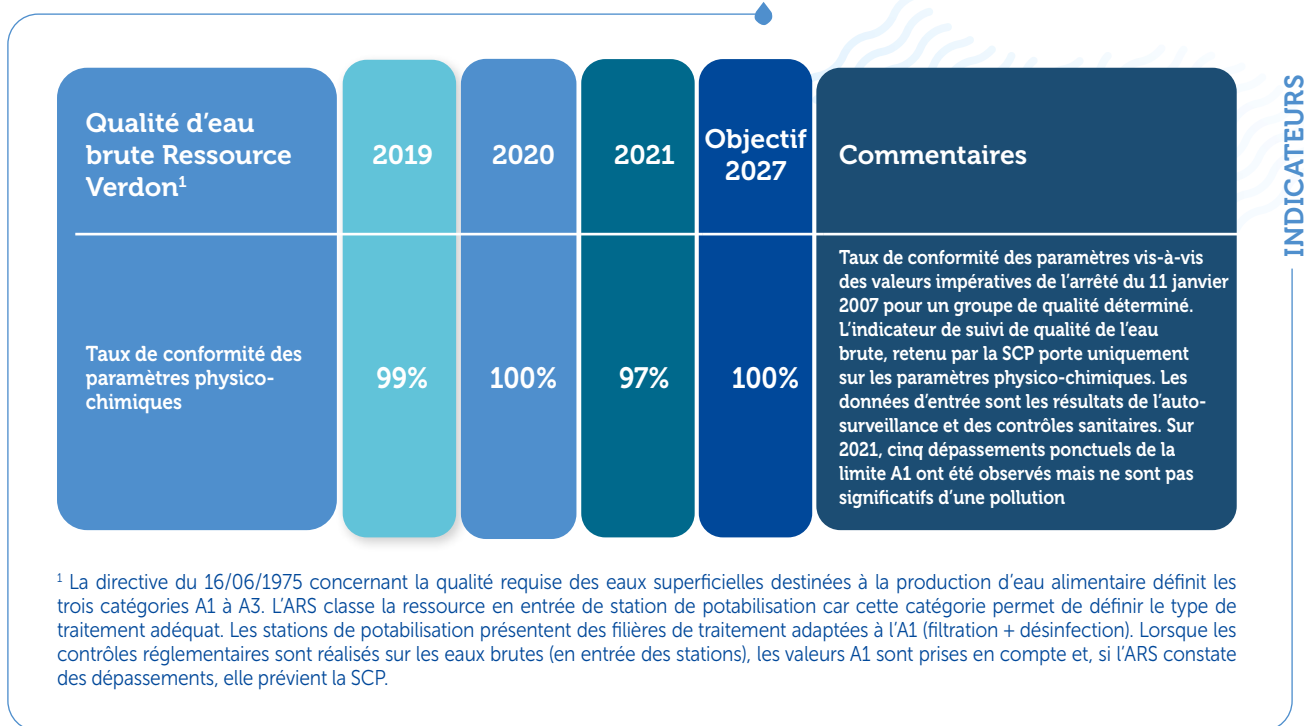 Qualité d'eau
brute Ressource
Verdon¹
2019
2020
2021
Objectif
2027
Commentaires
Taux de conformité des
paramètres physico-
chimiques
99%
100%
97%
100%
Taux de conformité des paramètres vis-à-vis
des valeurs impératives de l'arrêté du 11 janvier
2007 pour un groupe de qualité déterminé.
L'indicateur de suivi de qualité de l'eau
brute, retenu par la SCP porte uniquement
sur les paramètres physico-chimiques. Les
données d'entrée sont les résultats de l'auto-
surveillance et des contrôles sanitaires. Sur
2021, cinq dépassements ponctuels de la
limite A1 ont été observés mais ne sont pas
significatifs d'une pollution
INDICATEURS
¹ La directive du 16/06/1975 concernant la qualité requise des eaux superficielles destinées à la production d'eau alimentaire définit les
trois catégories A1 à A3. L'ARS classe la ressource en entrée de station de potabilisation car cette catégorie permet de définir le type de
traitement adéquat. Les stations de potabilisation présentent des filières de traitement adaptées à l'A1 (filtration + désinfection). Lorsque les
contrôles réglementaires sont réalisés sur les eaux brutes (en entrée des stations), les valeurs A1 sont prises en compte et, si l'ARS constate
des dépassements, elle prévient la SCP.